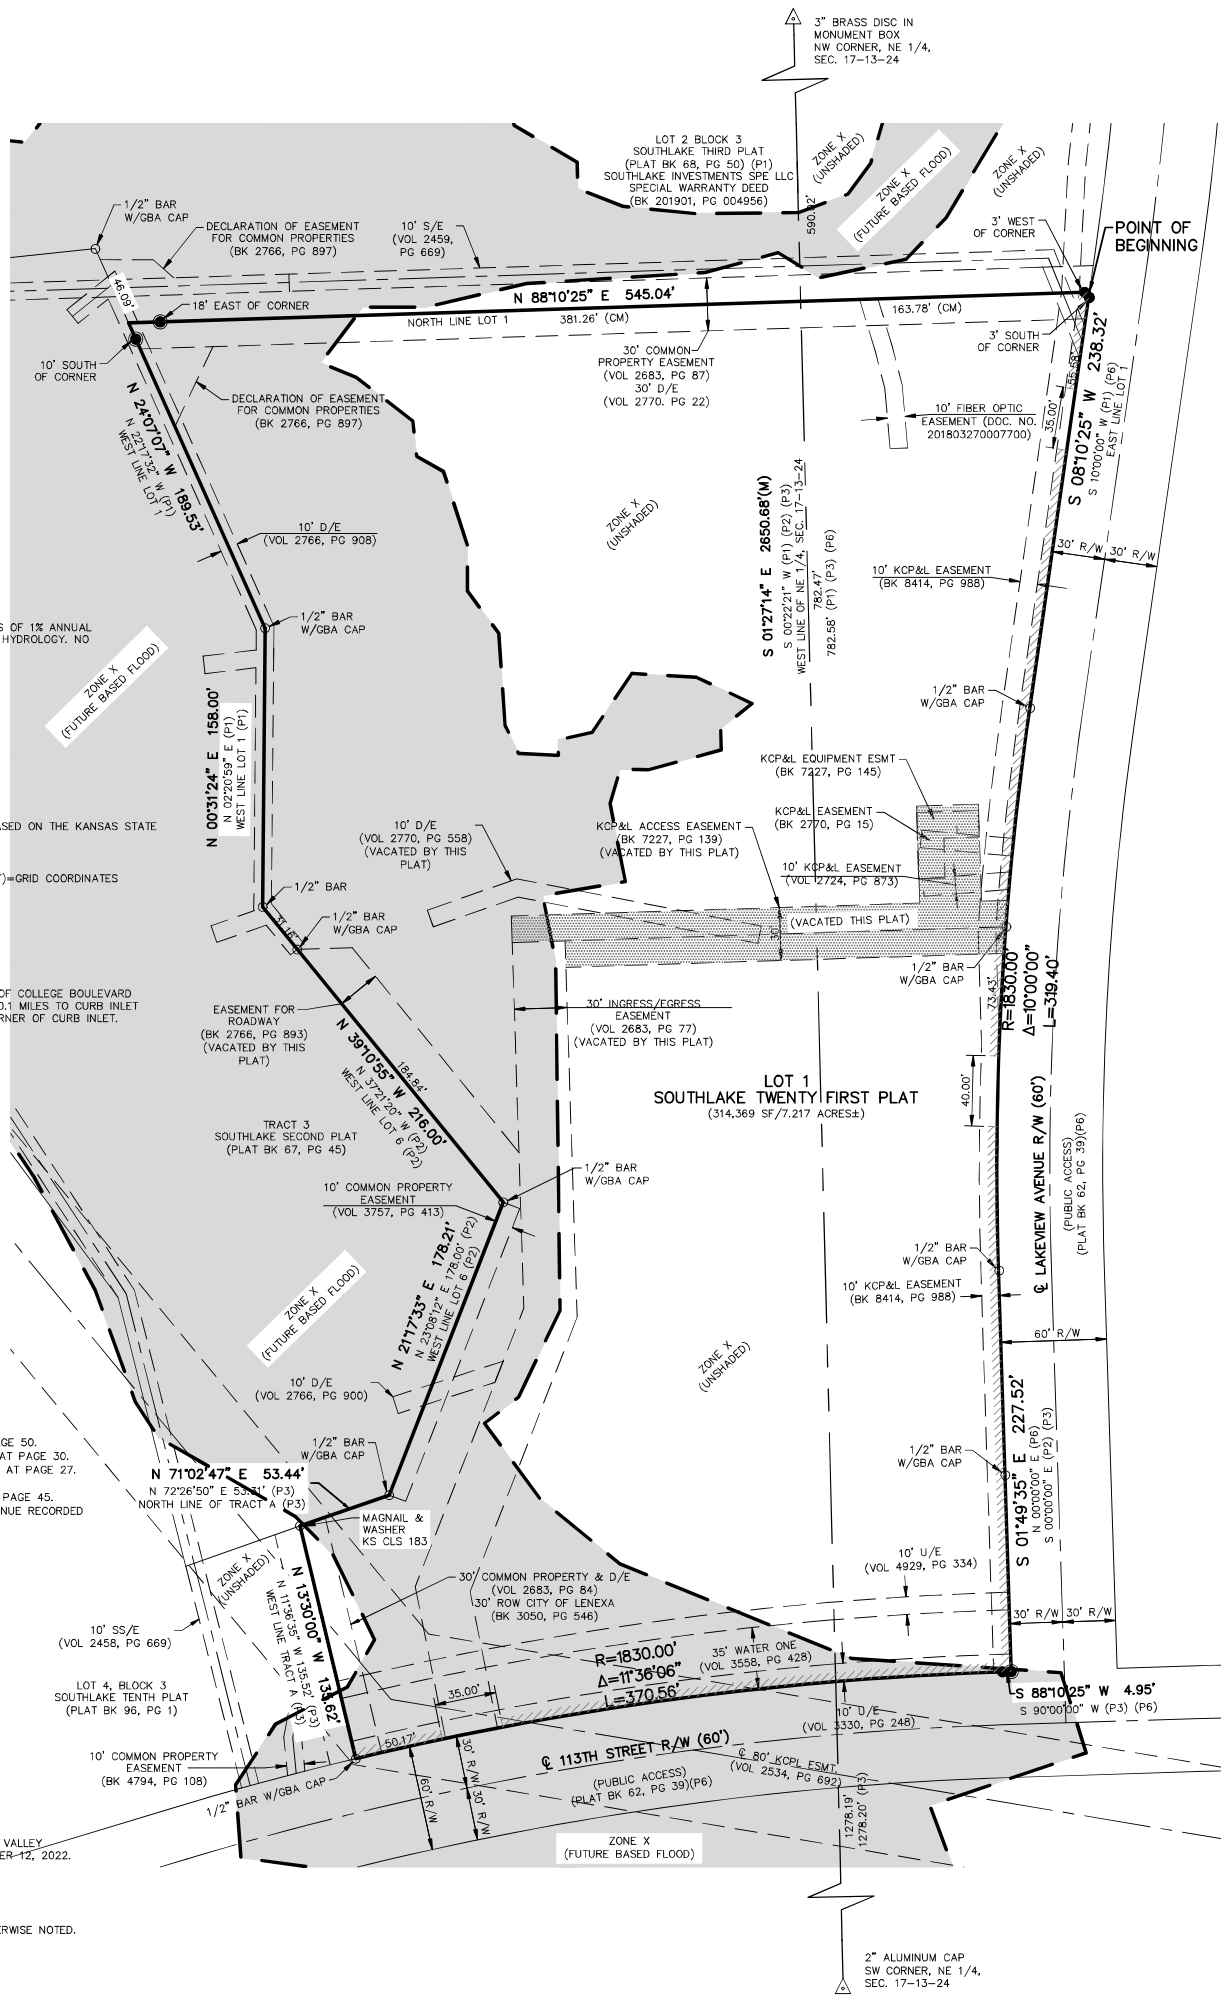 3" BRASS DISC IN
MONUMENT BOX
NW CORNER, NE 1/4,
SEC. 17-13-24
LOT 2 BLOCK 3
SOUTHLAKE THIRD PLAT
(PLAT BK 68, PG 50) (P1)
SOUTHLAKE INVESTMENTS SPE LLC
SPECIAL WARRANTY DEED
(BK 201901, PG 004956)
ZONE X
(UNSHADED)
ZONE X
(FUTURE BASED FLOOD)
ZONE X
(UNSHADED)
590.02'
1/2" BAR
W/GBA CAP
DECLARATION OF EASEMENT
FOR COMMON PROPERTIES
(BK 2766, PG 897)
10' S/E
(VOL 2459,
PG 669)
3' WEST
OF CORNER
POINT OF
BEGINNING
46.09'
18' EAST OF CORNER
N 88°10'25" E 545.04'
NORTH LINE LOT 1
381.26' (CM)
163.78' (CM)
3' SOUTH
OF CORNER
10' SOUTH
OF CORNER
30' COMMON
PROPERTY EASEMENT
(VOL 2683, PG 87)
30' D/E
(VOL 2770. PG 22)
DECLARATION OF EASEMENT
FOR COMMON PROPERTIES
(BK 2766, PG 897)
10' FIBER OPTIC
EASEMENT (DOC. NO.
201803270007700)
66.58'
35.00'
S 08°10'25" W 238.32'
S 10°00'00" W (P1) (P6)
EAST LINE LOT 1
N 24°07'07" W 189.53'
N 22°17'32" W (P1)
WEST LINE LOT 1
10' D/E
(VOL 2766, PG 908)
ZONE X
(UNSHADED)
S 01°27'14" E 2650.68'(M)
S 00°22'21" W (P1) (P2) (P3)
WEST LINE OF NE 1/4, SEC. 17-13-24
782.47'
782.58' (P1) (P3) (P6)
30' R/W
30' R/W
10' KCP&L EASEMENT
(BK 8414, PG 988)
1/2" BAR
W/GBA CAP
S OF 1% ANNUAL
HYDROLOGY. NO
ZONE X
(FUTURE BASED FLOOD)
N 00°31'24" E 158.00'
N 02°20'59" E (P1)
WEST LINE LOT 1 (P1)
1/2" BAR
W/GBA CAP
KCP&L EQUIPMENT ESMT
(BK 7227, PG 145)
KCP&L EASEMENT
(BK 2770, PG 15)
KCP&L ACCESS EASEMENT
(BK 7227, PG 139)
(VACATED BY THIS PLAT)
10' KCP&L EASEMENT
(VOL 2724, PG 873)
10' D/E
(VOL 2770, PG 558)
(VACATED BY THIS
PLAT)
ASED ON THE KANSAS STATE
T)=GRID COORDINATES
1/2" BAR
1/2" BAR
W/GBA CAP
31.16'
(VACATED THIS PLAT)
30'
1/2" BAR
W/GBA CAP
73.43'
R=1830.00'
Δ=10°00'00"
L=319.40'
OF COLLEGE BOULEVARD
0.1 MILES TO CURB INLET
RNER OF CURB INLET.
EASEMENT FOR
ROADWAY
(BK 2766, PG 893)
(VACATED BY THIS
PLAT)
30' INGRESS/EGRESS
EASEMENT
(VOL 2683, PG 77)
(VACATED BY THIS PLAT)
N 39°10'55" W 216.00'
184.84'
N 37°21'20" W (P2)
WEST LINE LOT 6 (P2)
LOT 1
SOUTHLAKE TWENTY FIRST PLAT
(314,369 SF/7.217 ACRES±)
40.00'
℄ LAKEVIEW AVENUE R/W (60')
(PUBLIC ACCESS)
(PLAT BK 62, PG 39)(P6)
TRACT 3
SOUTHLAKE SECOND PLAT
(PLAT BK 67, PG 45)
1/2" BAR
W/GBA CAP
10' COMMON PROPERTY
EASEMENT
(VOL 3757, PG 413)
N 21°17'33" E 178.21'
N 23°08'12" E 178.00' (P2)
WEST LINE LOT 6 (P2)
1/2" BAR
W/GBA CAP
10' KCP&L EASEMENT
(BK 8414, PG 988)
ZONE X
(FUTURE BASED FLOOD)
ZONE X
(UNSHADED)
60' R/W
10' D/E
(VOL 2766, PG 900)
1/2" BAR
W/GBA CAP
1/2" BAR
W/GBA CAP
S 01°49'35" E 227.52'
N 00°00'00" E (P6)
S 00°00'00" E (P2) (P3)
AGE 50.
AT PAGE 30.
AT PAGE 27.
PAGE 45.
NUE RECORDED
N 71°02'47" E 53.44'
N 72°26'50" E 53.31' (P3)
NORTH LINE OF TRACT A (P3)
MAGNAIL &
WASHER
KS CLS 183
ZONE X
(UNSHADED)
N 13°30'00" W 135.62'
N 11°36'35" W 135.52' (P3)
WEST LINE TRACT A (P3)
30' COMMON PROPERTY & D/E
(VOL 2683, PG 84)
30' ROW CITY OF LENEXA
(BK 3050, PG 546)
10' U/E
(VOL 4929, PG 334)
30' R/W
30' R/W
10' SS/E
(VOL 2458, PG 669)
R=1830.00'
Δ=11°36'06"
L=370.56'
35' WATER ONE
(VOL 3558, PG 428)
LOT 4, BLOCK 3
SOUTHLAKE TENTH PLAT
(PLAT BK 96, PG 1)
35.00'
S 88°10'25" W 4.95'
S 90°00'00" W (P3) (P6)
10' U/E
(VOL 3330, PG 248)
50.17'
10' COMMON PROPERTY
EASEMENT
(BK 4794, PG 108)
1/2" BAR W/GBA CAP
60' R/W
30' R/W
30' R/W
℄ 113TH STREET R/W (60')
(PUBLIC ACCESS)
(PLAT BK 62, PG 39)(P6)
℄ 80' KCPL ESMT.
(VOL 2534, PG 692)
1278.19'
1278.20' (P3)
VALLEY
ER 12, 2022.
ZONE X
(FUTURE BASED FLOOD)
ERWISE NOTED.
2" ALUMINUM CAP
SW CORNER, NE 1/4,
SEC. 17-13-24